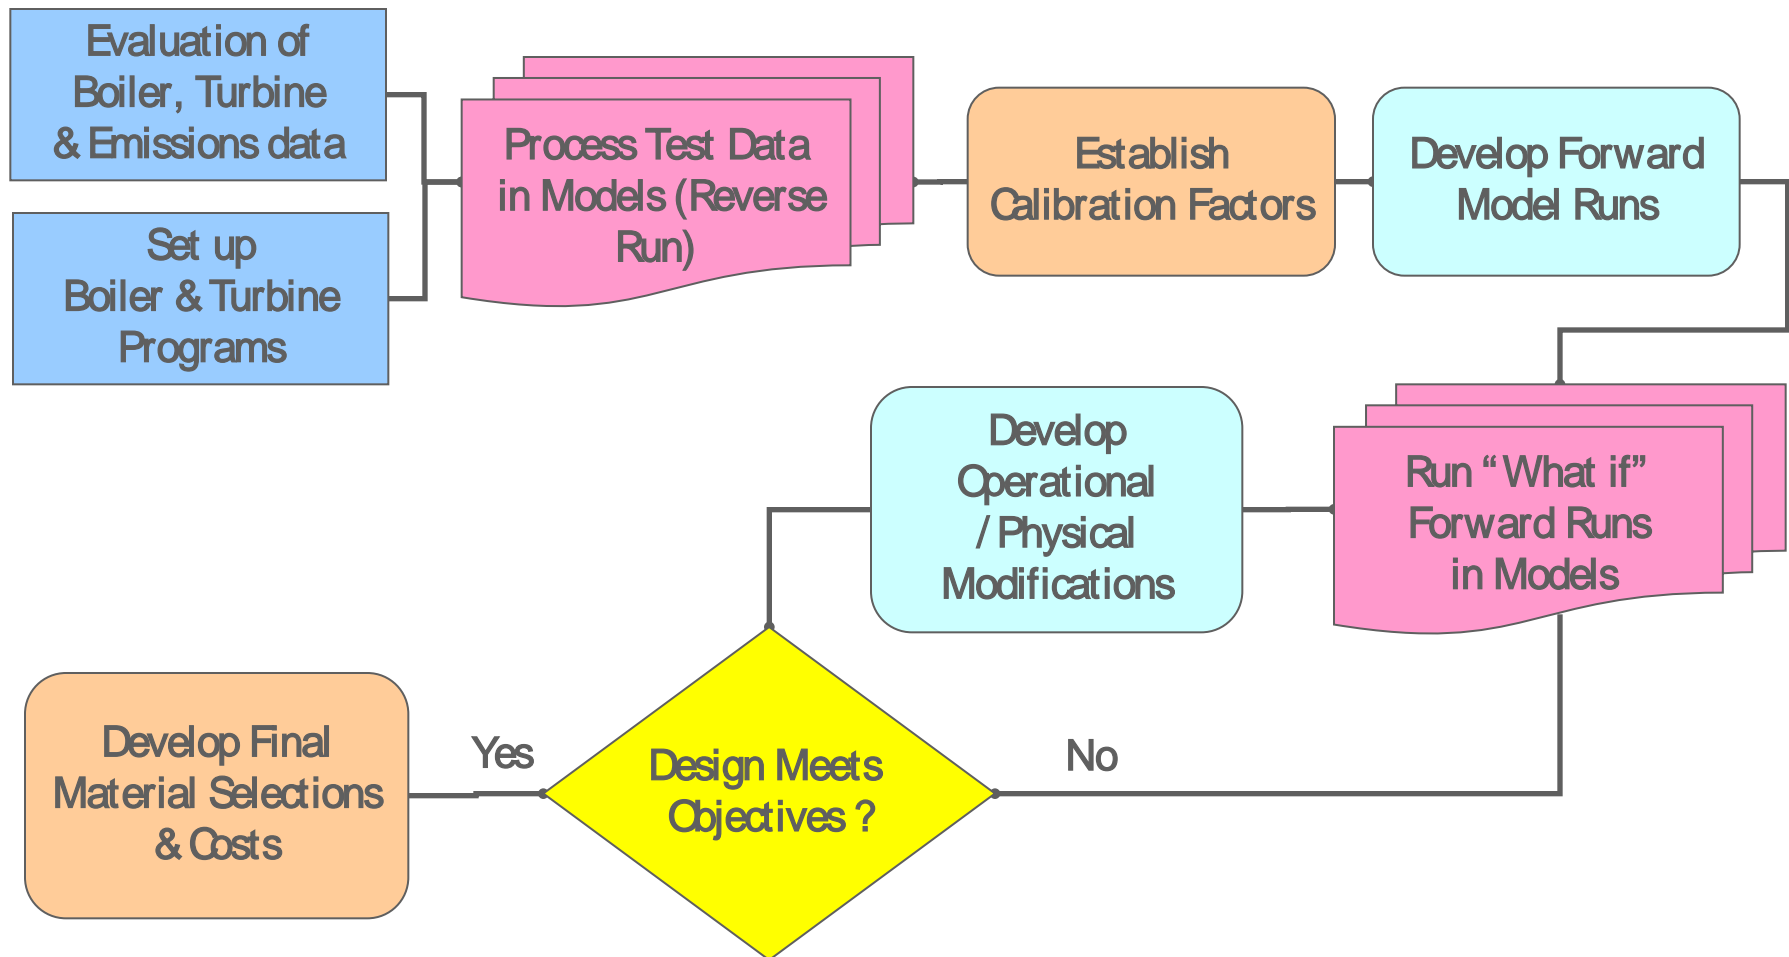 Evaluation of
Boiler, Turbine
& Emissions data
Set up
Boiler & Turbine
Programs
Process Test Data
in Models (Reverse
Run)
Establish
Calibration Factors
Develop Forward
Model Runs
Run “What if”
Forward Runs
in Models
Develop
Operational
/ Physical
Modifications
Design Meets
Objectives ?
Yes
No
Develop Final
Material Selections
& Costs